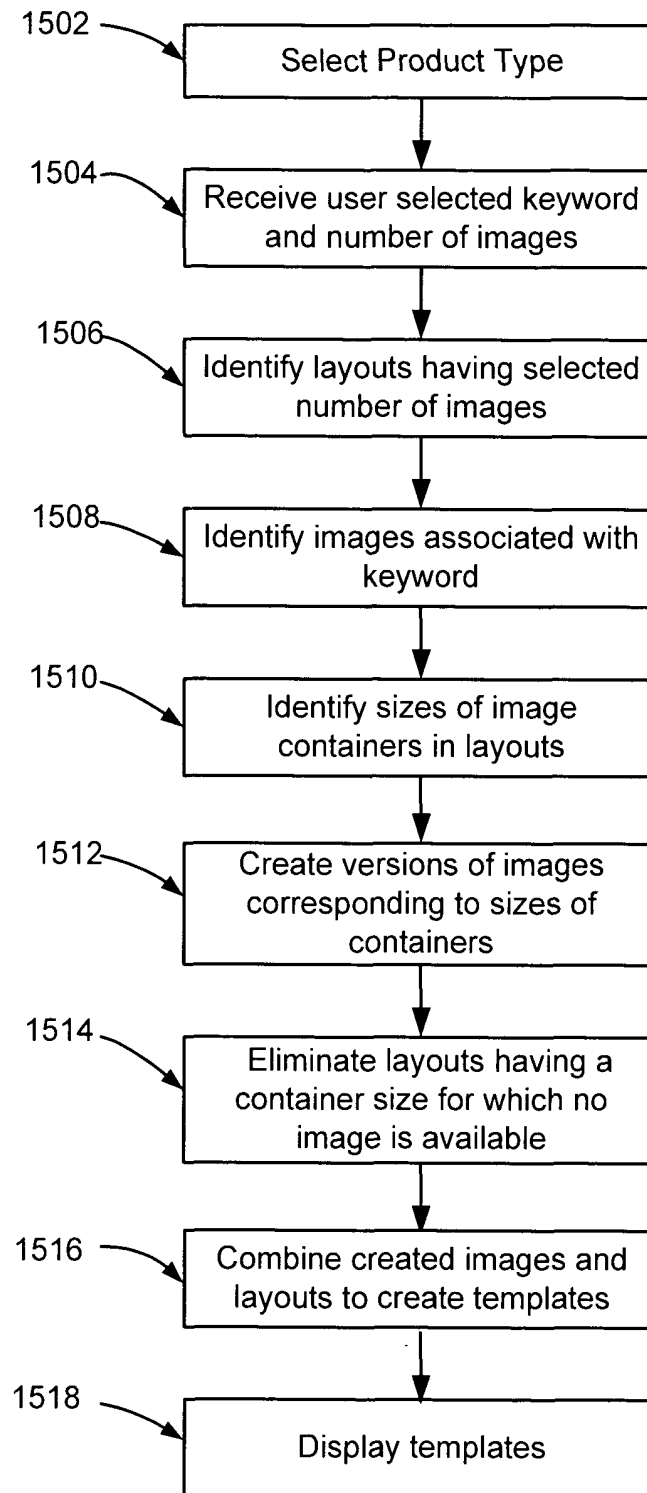 1502
Select Product Type
1504
Receive user selected keyword
and number of images
1506
Identify layouts having selected
number of images
1508
Identify images associated with
keyword
1510
Identify sizes of image
containers in layouts
1512
Create versions of images
corresponding to sizes of
containers
1514
Eliminate layouts having a
container size for which no
image is available
1516
Combine created images and
layouts to create templates
1518
Display templates